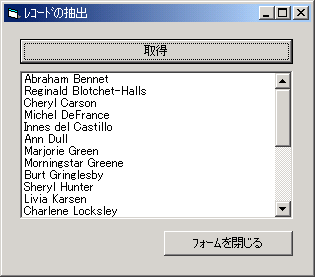 ﾚｺｰﾄﾞの抽出
取得
Abraham Bennet
Reginald Blotchet-Halls
Cheryl Carson
Michel DeFrance
Innes del Castillo
Ann Dull
Marjorie Green
Morningstar Greene
Burt Gringlesby
Sheryl Hunter
Livia Karsen
Charlene Locksley
フォームを閉じる